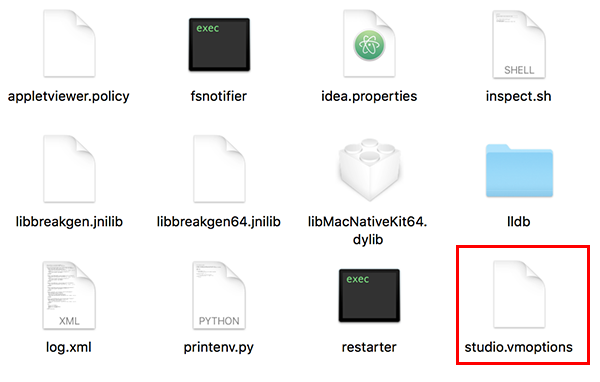 exec
SHELL
appletviewer.policy
fsnotifier
idea.properties
inspect.sh
libbreakgen.jnilib
libbreakgen64.jnilib
libMacNativeKit64.
dylib
lldb
XML
PYTHON
exec
log.xml
printenv.py
restarter
studio.vmoptions